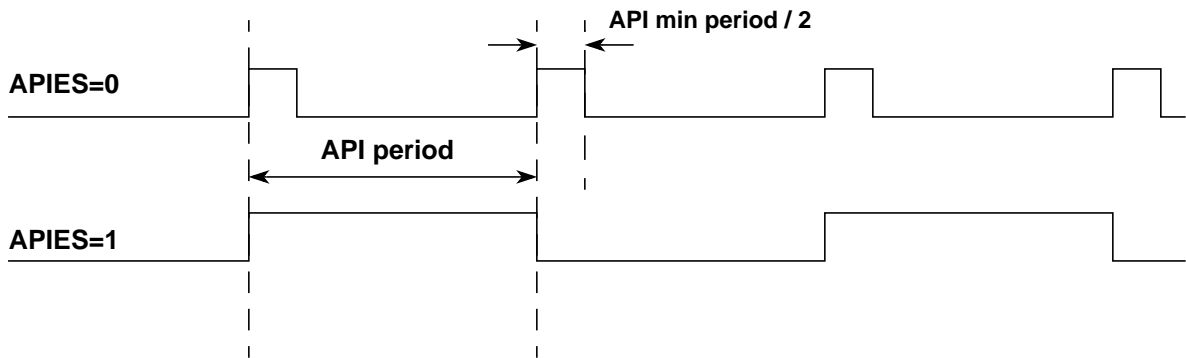 API min period / 2
APIES=0
API period
APIES=1